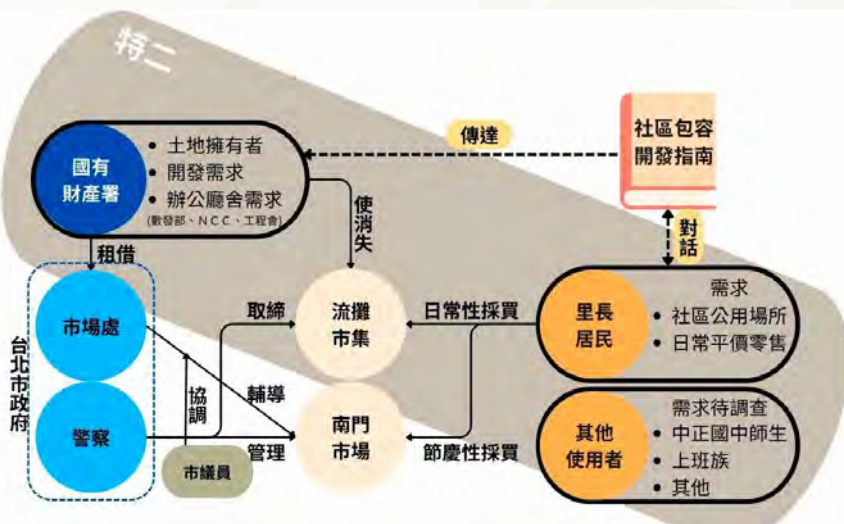 特二
社區包容
開發指南
傳達
國有
財產署
• 土地擁有者
• 開發需求
• 辦公廳舍需求
(數發部、NCC、工程會)
使消失
對話
租借
台北市政府
市場處
警察
取締
流攤
市集
日常性採買
里長
居民
需求
• 社區公用場所
• 日常平價零售
協調
輔導
管理
市議員
南門
市場
節慶性採買
其他
使用者
需求待調查
• 中正國中師生
• 上班族
• 其他